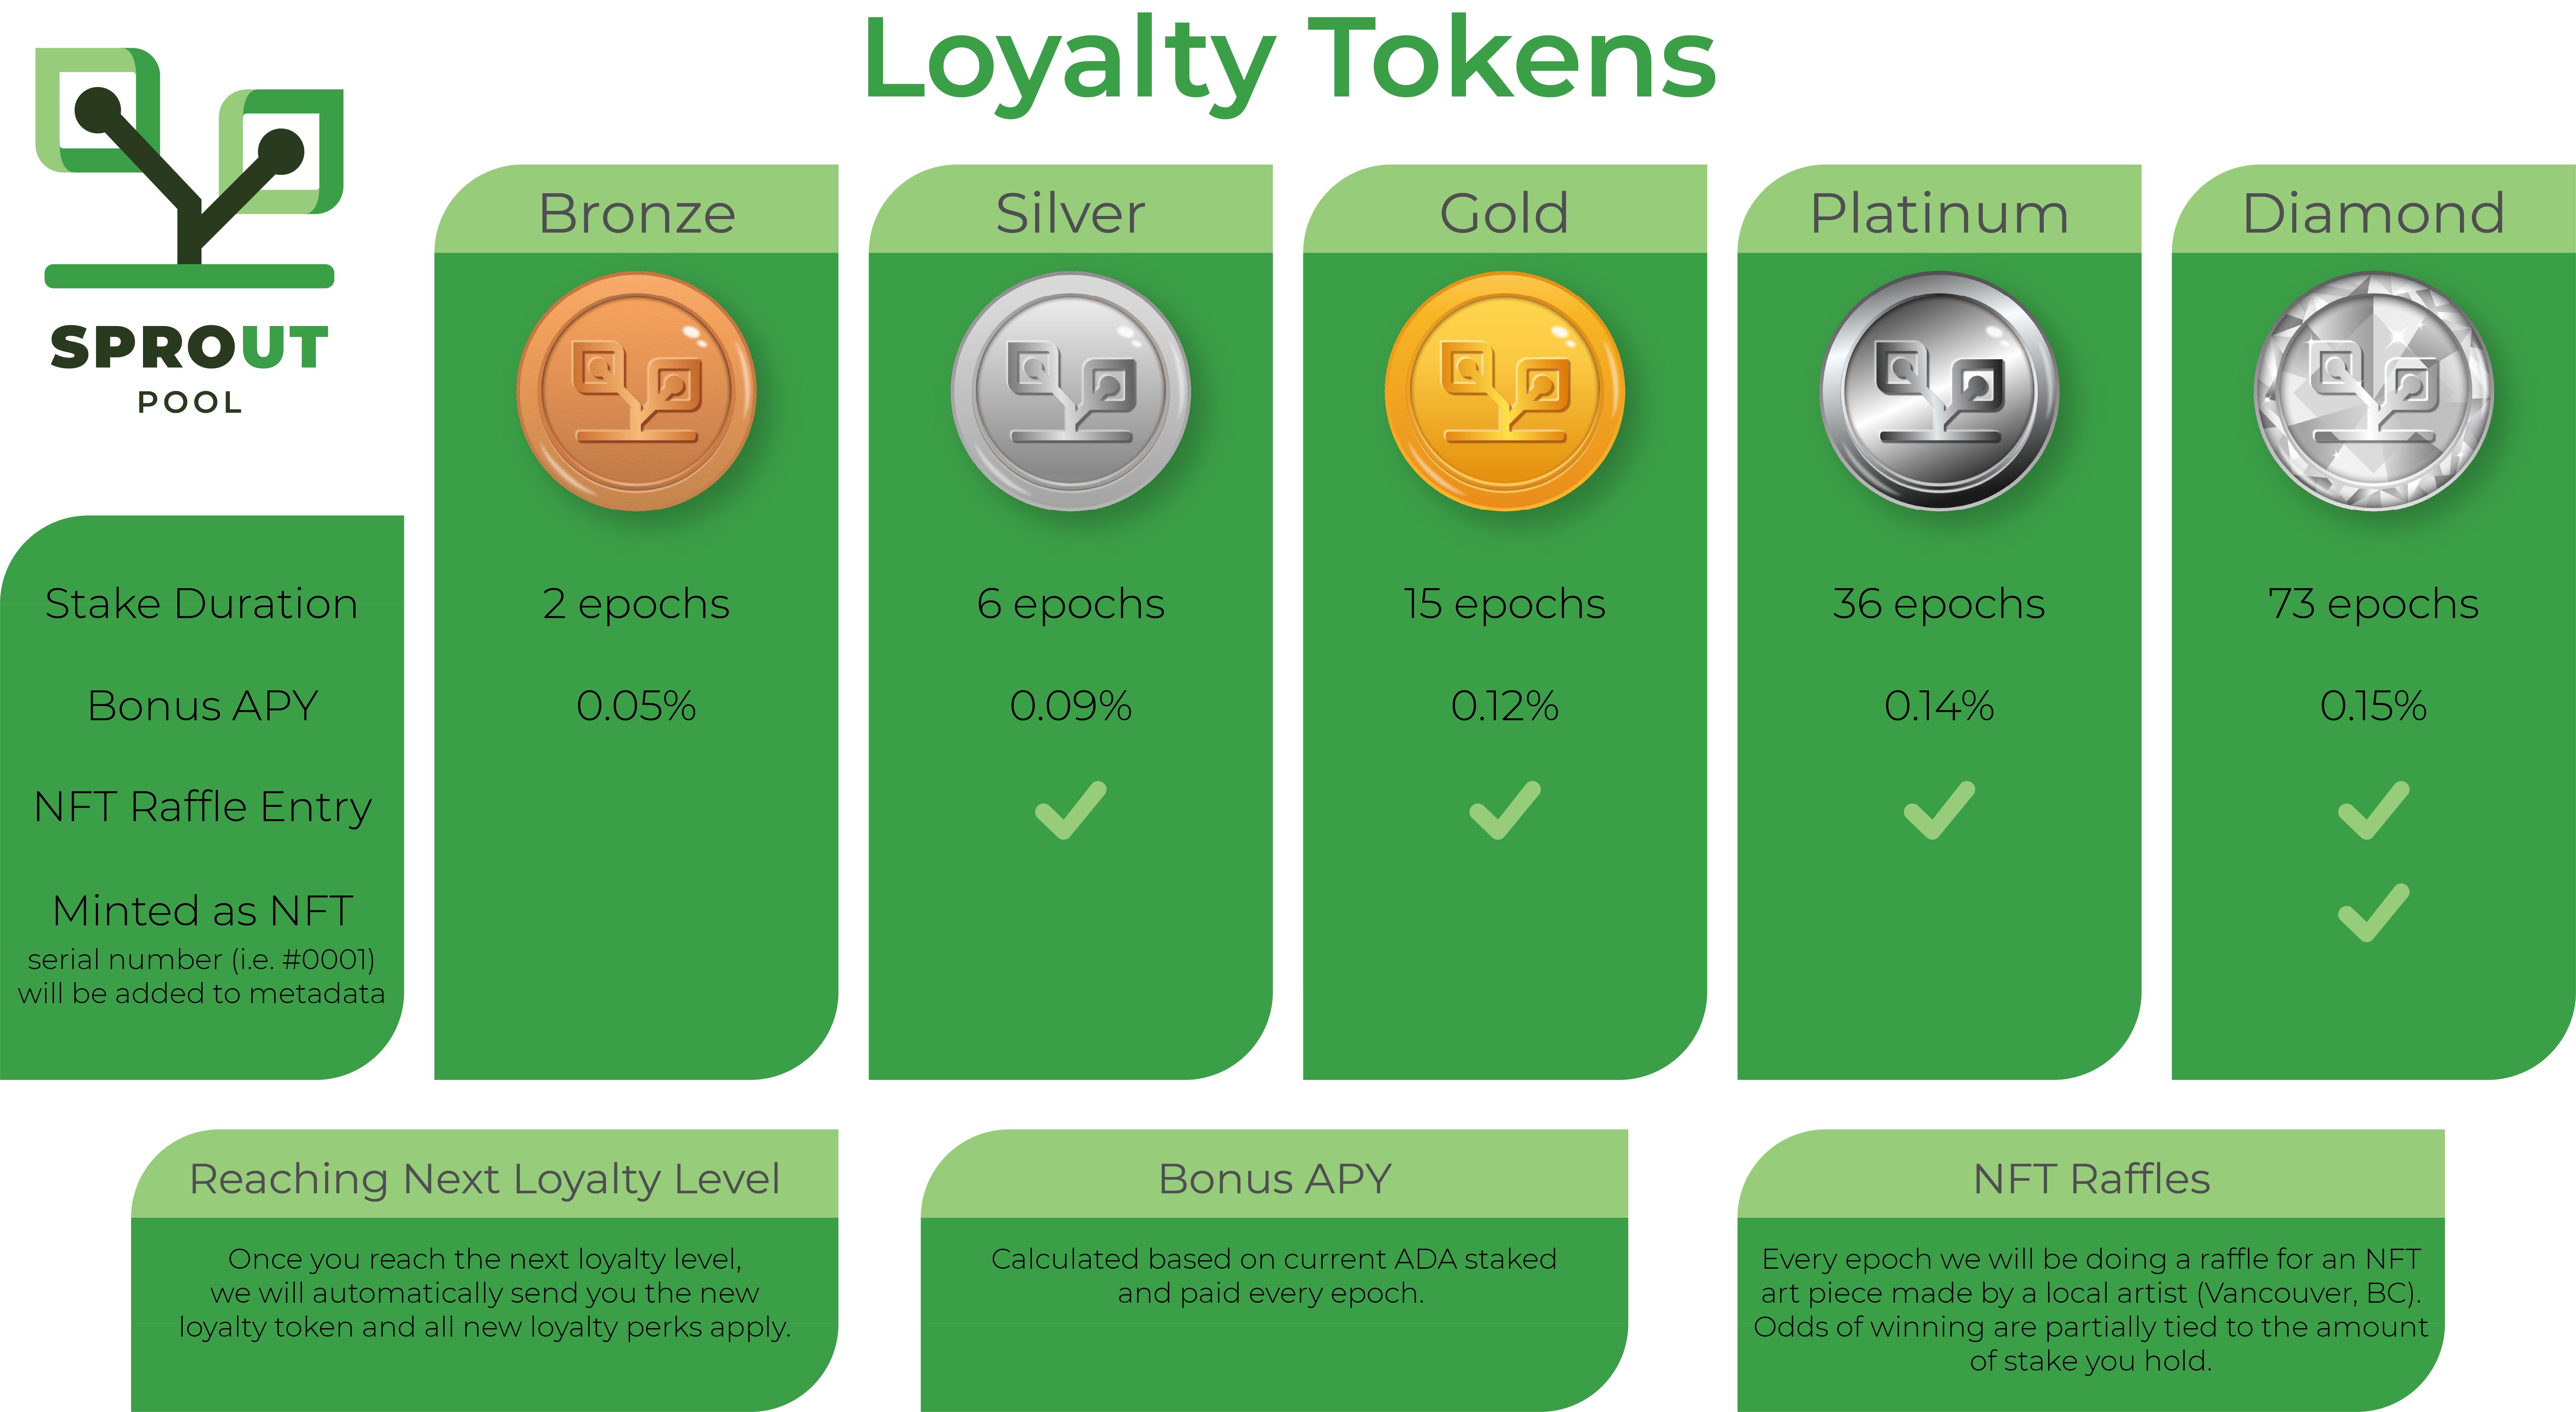 Loyalty Tokens
SPROUT
POOL
Bronze
Silver
Gold
Platinum
Diamond
Stake Duration
2 epochs
6 epochs
15 epochs
36 epochs
73 epochs
Bonus APY
0.05%
0.09%
0.12%
0.14%
0.15%
NFT Raffle Entry
Minted as NFT
serial number (i.e. #0001)
will be added to metadata
Reaching Next Loyalty Level
Once you reach the next loyalty level,
we will automatically send you the new
loyalty token and all new loyalty perks apply.
Bonus APY
Calculated based on current ADA staked
and paid every epoch.
NFT Raffles
Every epoch we will be doing a raffle for an NFT
art piece made by a local artist (Vancouver, BC).
Odds of winning are partially tied to the amount
of stake you hold.